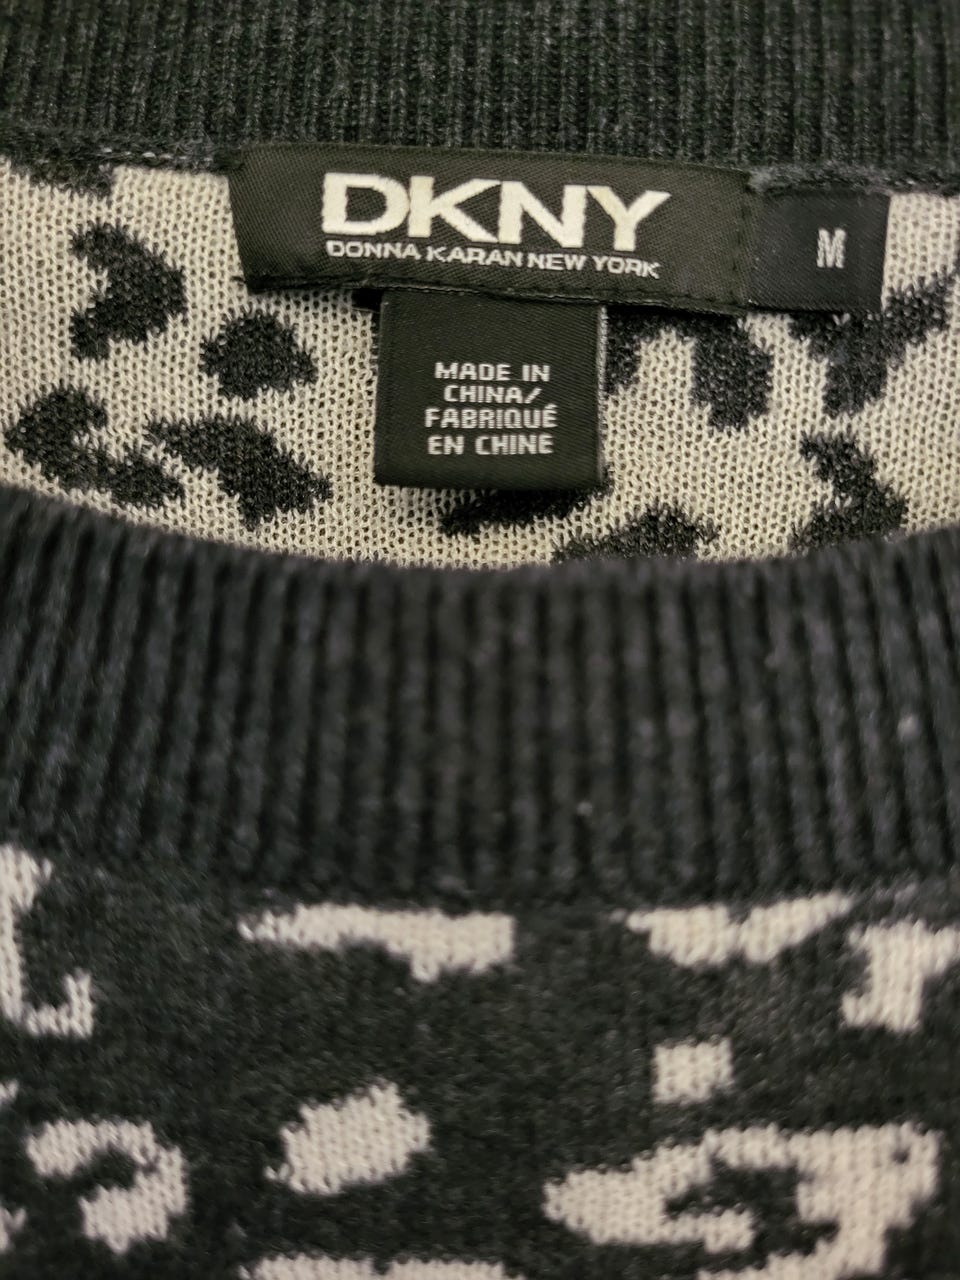 DKNY
DONNA KARAN NEW YORK
M
MADE IN
CHINA/
FABRIQUÉ
EN CHINE